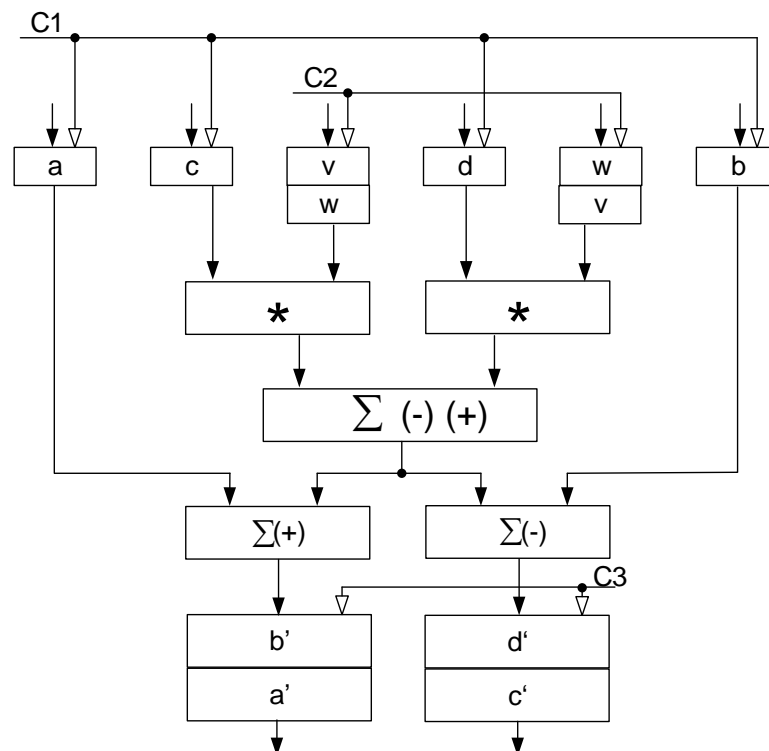 C1
C2
a c v d w b
w v
* *
∑ (-) (+)
∑(+) ∑(-)
C3
b’ d‘
a’ c‘